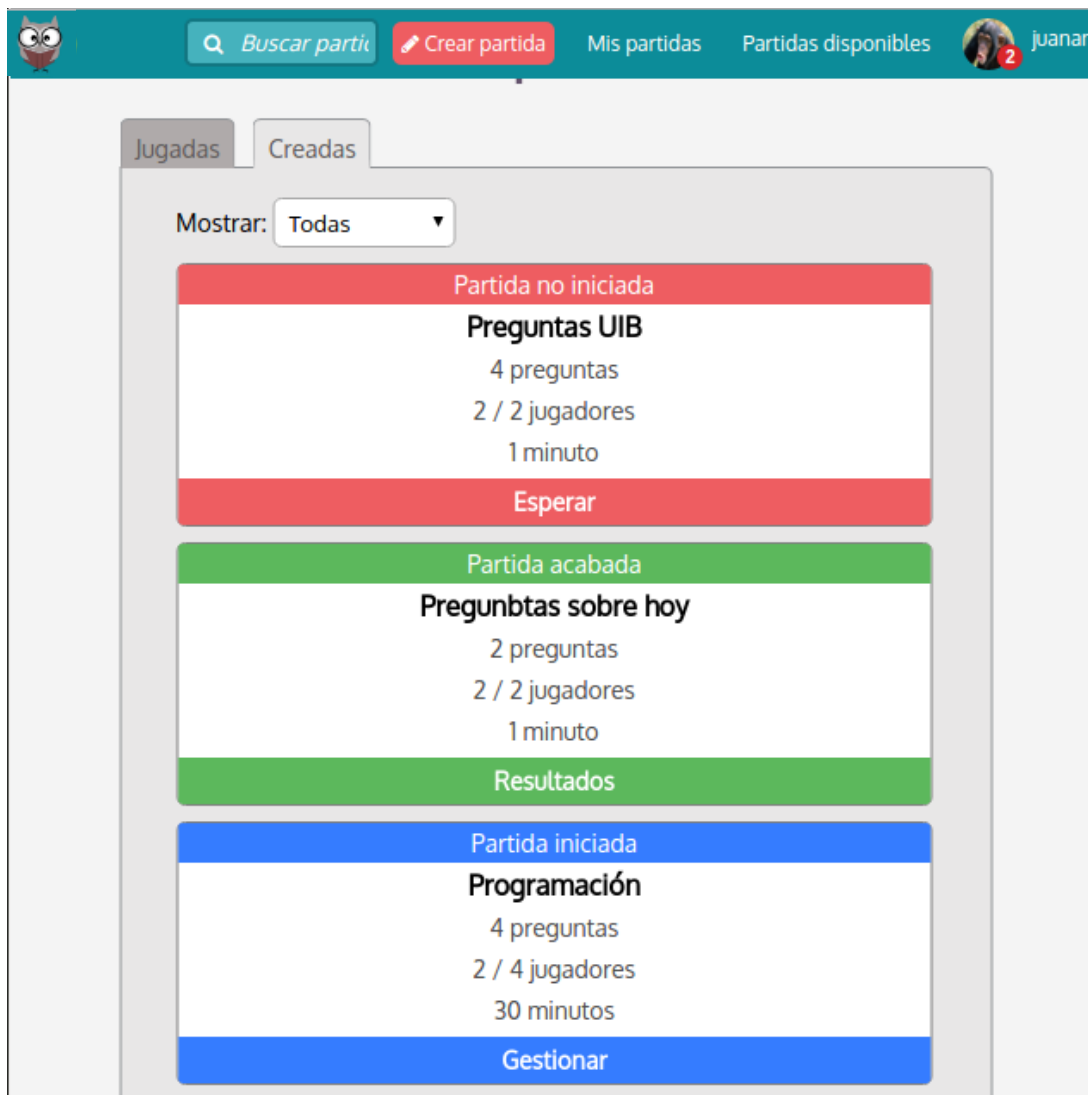 Buscar partic
Crear partida
Mis partidas
Partidas disponibles
2
juanar
Jugadas
Creadas
Mostrar: Todas
Partida no iniciada
Preguntas UIB
4 preguntas
2 / 2 jugadores
1 minuto
Esperar
Partida acabada
Pregunbtas sobre hoy
2 preguntas
2 / 2 jugadores
1 minuto
Resultados
Partida iniciada
Programación
4 preguntas
2 / 4 jugadores
30 minutos
Gestionar